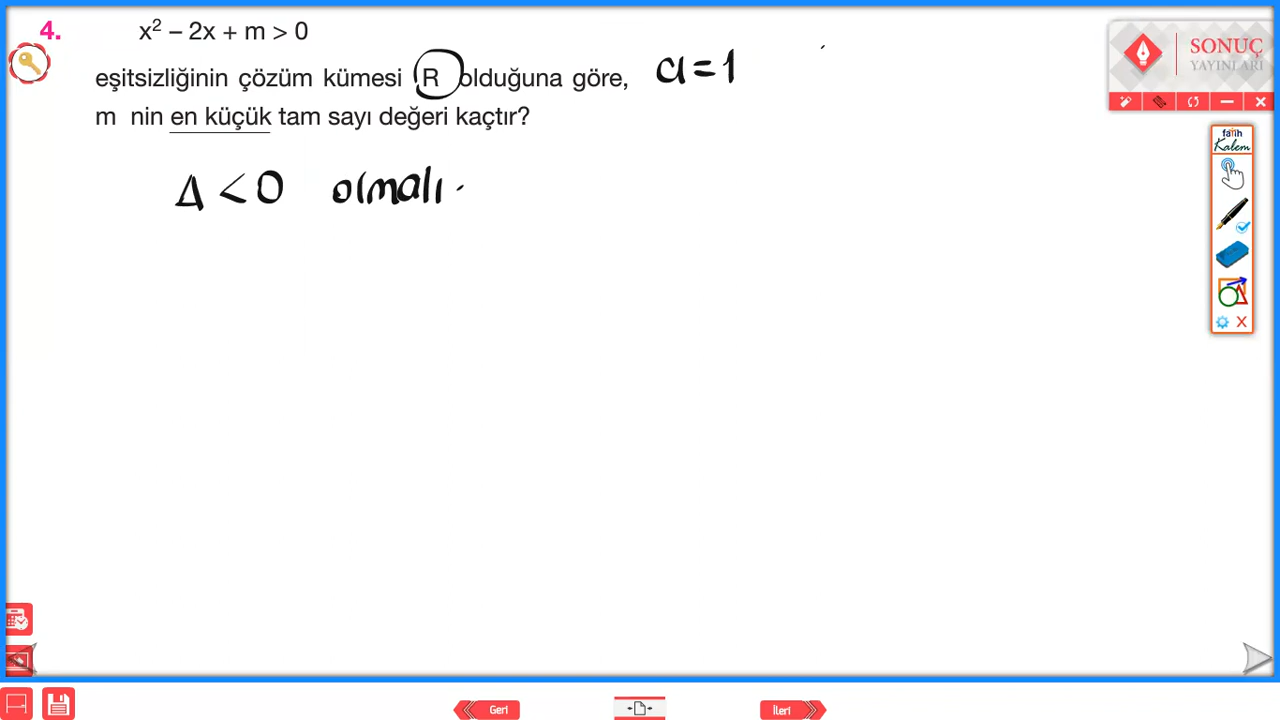 4. x² – 2x + m > 0
eşitsizliğinin çözüm kümesi R olduğuna göre, a = 1
m nin en küçük tam sayı değeri kaçtır?
Δ < 0 olmalı.
SONUÇ
YAYINLARI
fatih
Kalem
Geri
İleri